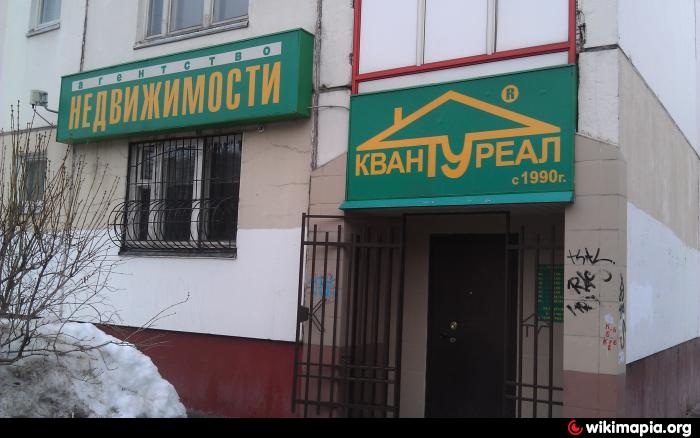 агентство
НЕДВИЖИМОСТИ
®
КВАНТУРЕАЛ
с 1990г.
wikimapia.org